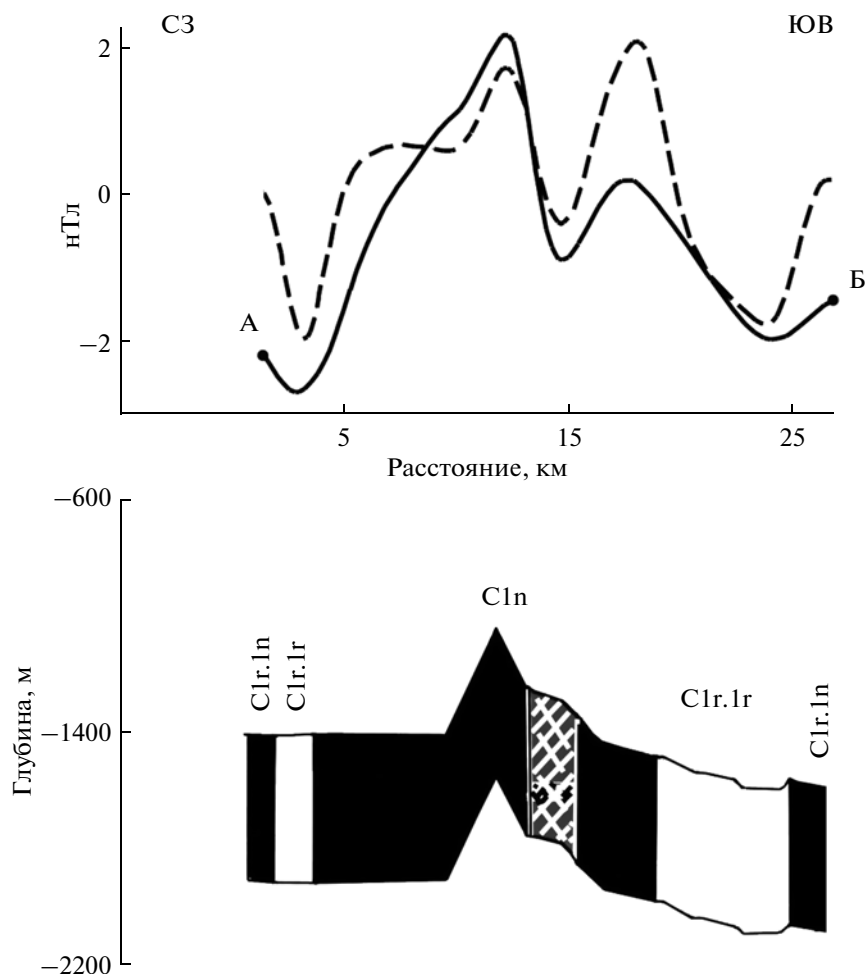 СЗ
ЮВ
2
0
−2
нТл
А
Б
5
15
25
Расстояние, км
−600
−1400
−2200
Глубина, м
C1r.1n
C1r.1r
C1n
C1r.1r
C1r.1n